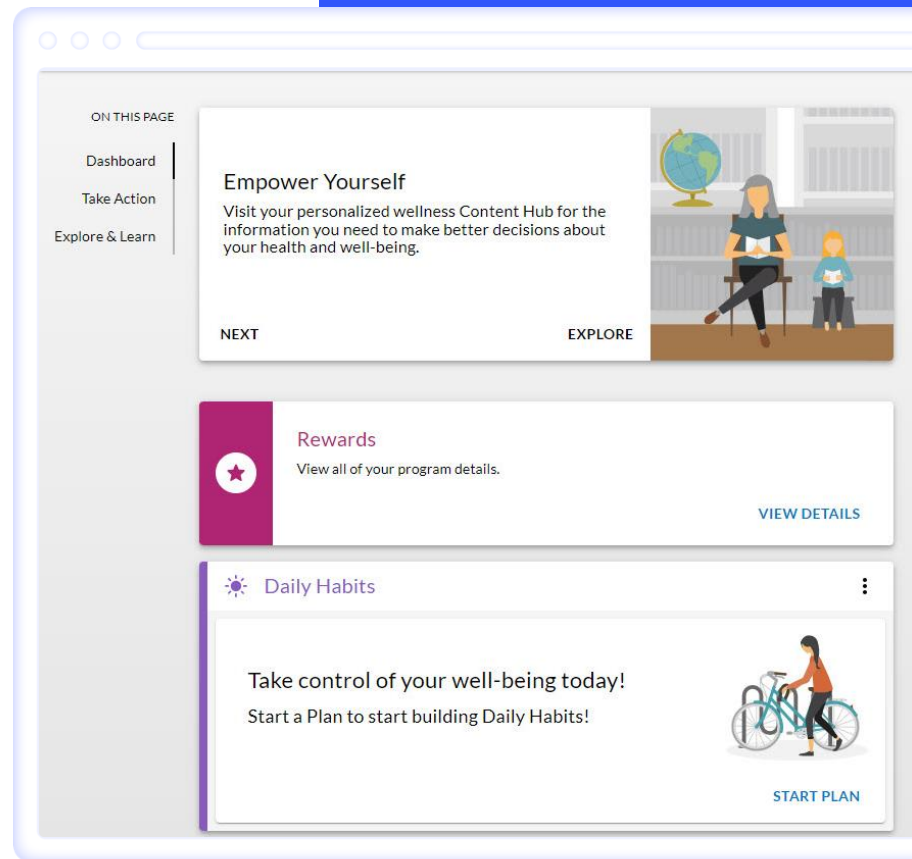 ON THIS PAGE
Dashboard
Take Action
Explore & Learn
Empower Yourself
Visit your personalized wellness Content Hub for the
information you need to make better decisions about
your health and well-being.
NEXT
EXPLORE
Rewards
View all of your program details.
VIEW DETAILS
Daily Habits
Take control of your well-being today!
Start a Plan to start building Daily Habits!
START PLAN